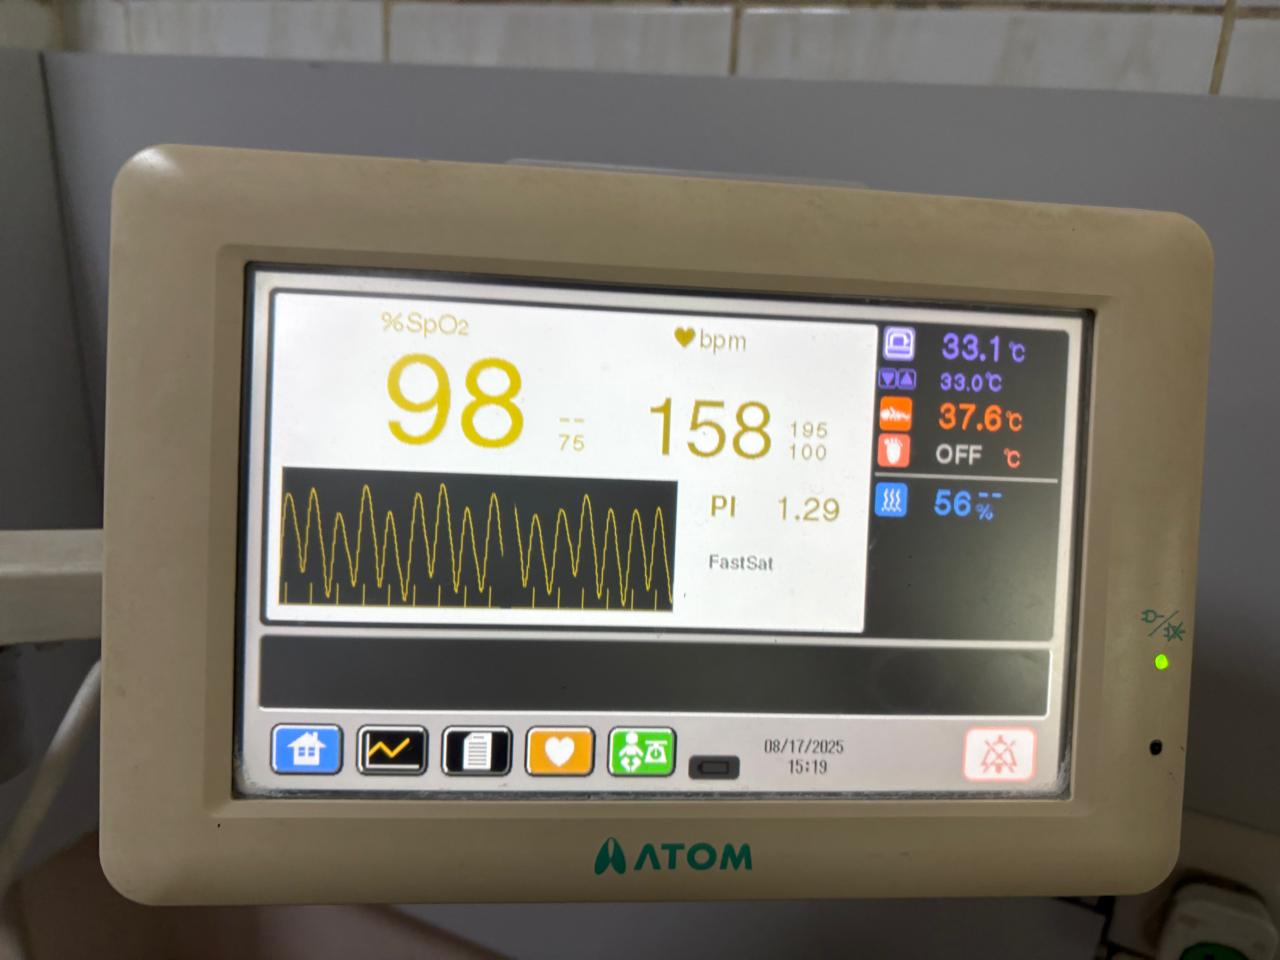 %SpO2
98
--
75
♥bpm
158
195
100
PI 1.29
FastSat
33.1℃
33.0℃
37.6℃
OFF ℃
56 --
%
08/17/2025
15:19
ATOM